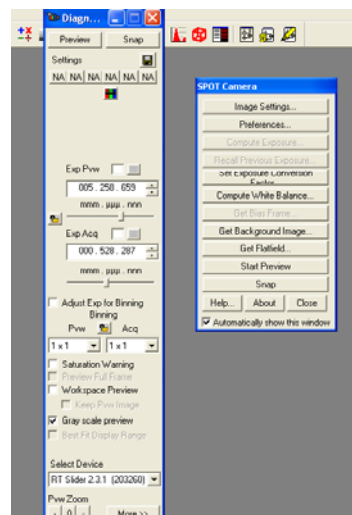 Diagn...
Preview Snap
Settings
NA NA NA NA NA NA
Exp Pvw
005 . 258 . 659
mmm . µµµ . nnn
Exp Acq
000 . 528 . 287
mmm . µµµ . nnn
Adjust Exp for Binning
Binning
Pvw Acq
1 x 1 1 x 1
Saturation Warning
Preview Full Frame
Workspace Preview
Keep Pvw Image
Gray scale preview
Best Fit Display Range
Select Device
RT Slider 2.3.1 (203260)
Pvw Zoom
- 0 + More >>
SPOT Camera
Image Settings...
Preferences...
Compute Exposure...
Recall Previous Exposure...
Set Exposure Conversion
Factor
Compute White Balance...
Get Bias Frame...
Get Background Image...
Get Flatfield...
Start Preview
Snap
Help... About Close
Automatically show this window